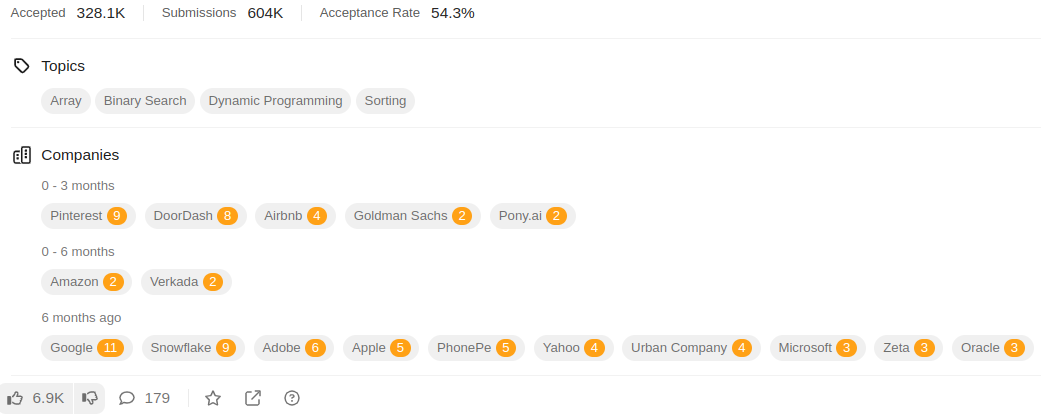 Accepted 328.1K Submissions 604K Acceptance Rate 54.3%
Topics
Array Binary Search Dynamic Programming Sorting
Companies
0 - 3 months
Pinterest 9 DoorDash 8 Airbnb 4 Goldman Sachs 2 Pony.ai 2
0 - 6 months
Amazon 2 Verkada 2
6 months ago
Google 11 Snowflake 9 Adobe 6 Apple 5 PhonePe 5 Yahoo 4 Urban Company 4 Microsoft 3 Zeta 3 Oracle 3
6.9K 179